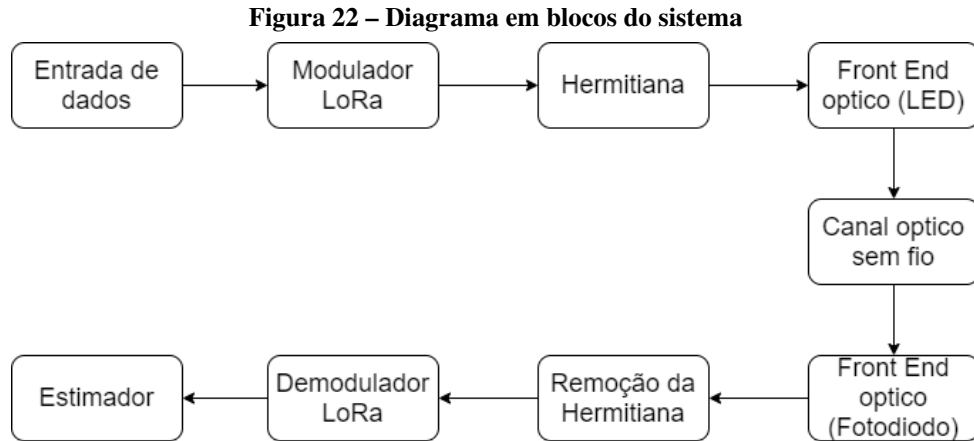 Figura 22 – Diagrama em blocos do sistema
Entrada de
dados
Modulador
LoRa
Hermitiana
Front End
optico (LED)
Canal optico
sem fio
Front End
optico
(Fotodiodo)
Remoção da
Hermitiana
Demodulador
LoRa
Estimador